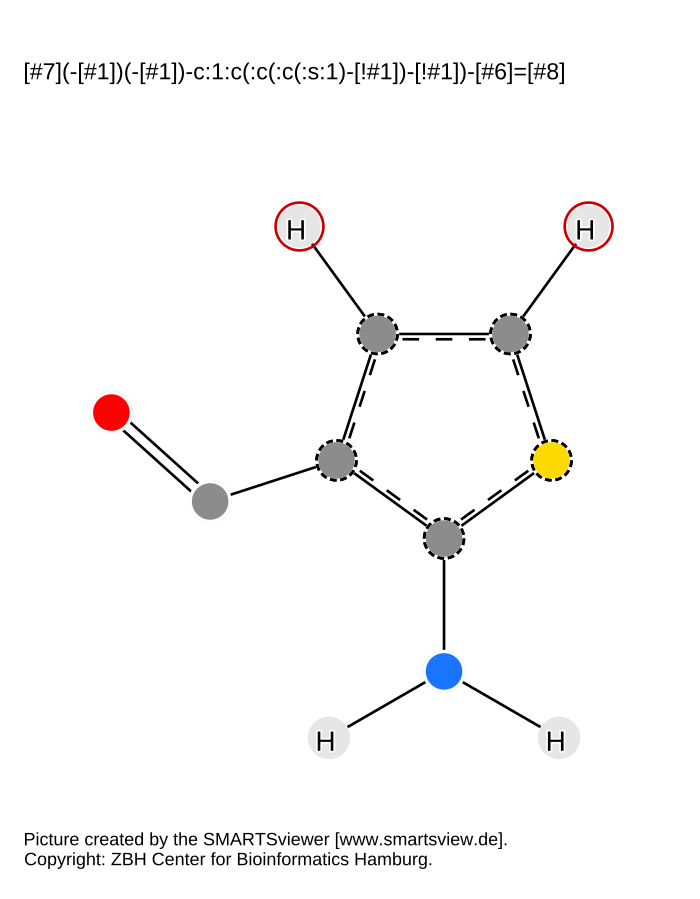 [#7](-[#1])(-[#1])-c:1:c(:c(:c(:s:1)-[!#1])-[!#1])-[#6]=[#8]
H H
H H
Picture created by the SMARTSviewer [www.smartsview.de].
Copyright: ZBH Center for Bioinformatics Hamburg.